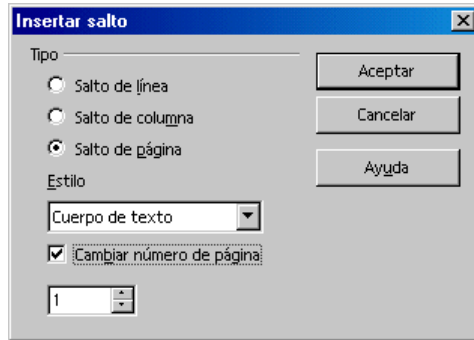 Insertar salto
Tipo
Salto de línea
Salto de columna
Salto de página
Estilo
Cuerpo de texto
Cambiar número de página
1
Aceptar
Cancelar
Ayuda